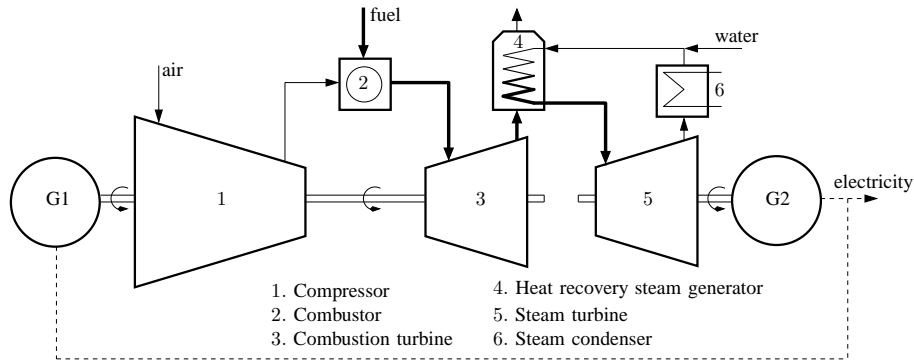 fuel
water
air
4
2
6
electricity
G1
1
3
5
G2
1. Compressor
2. Combustor
3. Combustion turbine
4. Heat recovery steam generator
5. Steam turbine
6. Steam condenser